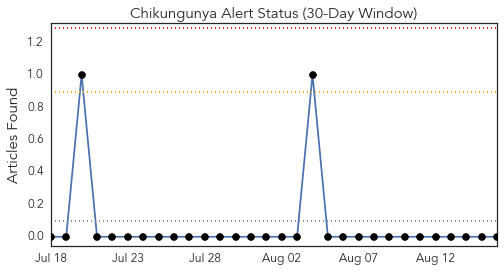 Chikungunya Alert Status (30-Day Window)
Articles Found
1.2
1.0
0.8
0.6
0.4
0.2
0.0
Jul 18 Jul 23 Jul 28 Aug 02 Aug 07 Aug 12